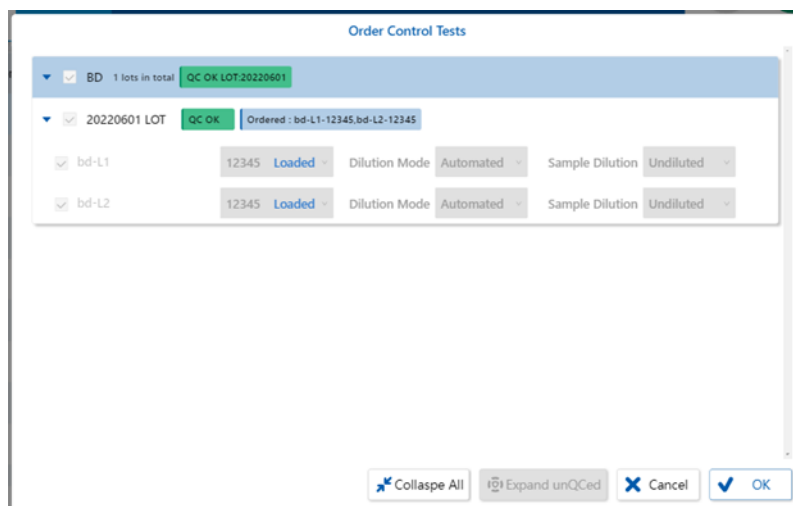 Order Control Tests
BD 1 lots in total QC OK LOT:20220601
20220601 LOT QC OK Ordered : bd-L1-12345,bd-L2-12345
bd-L1 12345 Loaded Dilution Mode Automated Sample Dilution Undiluted
bd-L2 12345 Loaded Dilution Mode Automated Sample Dilution Undiluted
Collaspe All Expand unQCed Cancel OK